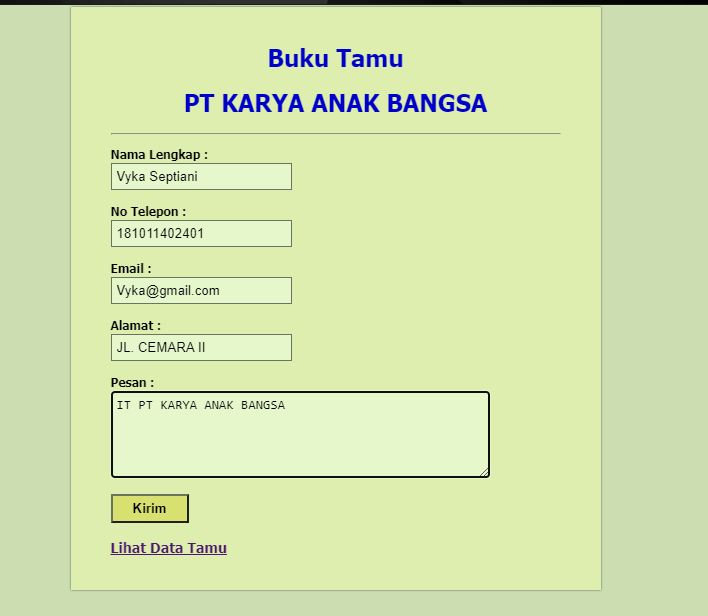 Buku Tamu
PT KARYA ANAK BANGSA
Nama Lengkap :
Vyka Septiani
No Telepon :
181011402401
Email :
Vyka@gmail.com
Alamat :
JL. CEMARA II
Pesan :
IT PT KARYA ANAK BANGSA
Kirim
Lihat Data Tamu